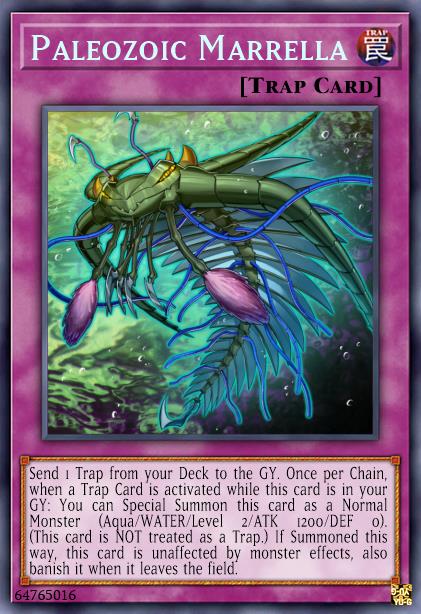 Paleozoic Marrella
TRAP
罠
[Trap Card]
Send 1 Trap from your Deck to the GY. Once per Chain,
when a Trap Card is activated while this card is in your
GY: You can Special Summon this card as a Normal
Monster (Aqua/WATER/Level 2/ATK 1200/DEF 0).
(This card is NOT treated as a Trap.) If Summoned this
way, this card is unaffected by monster effects, also
banish it when it leaves the field.
64765016